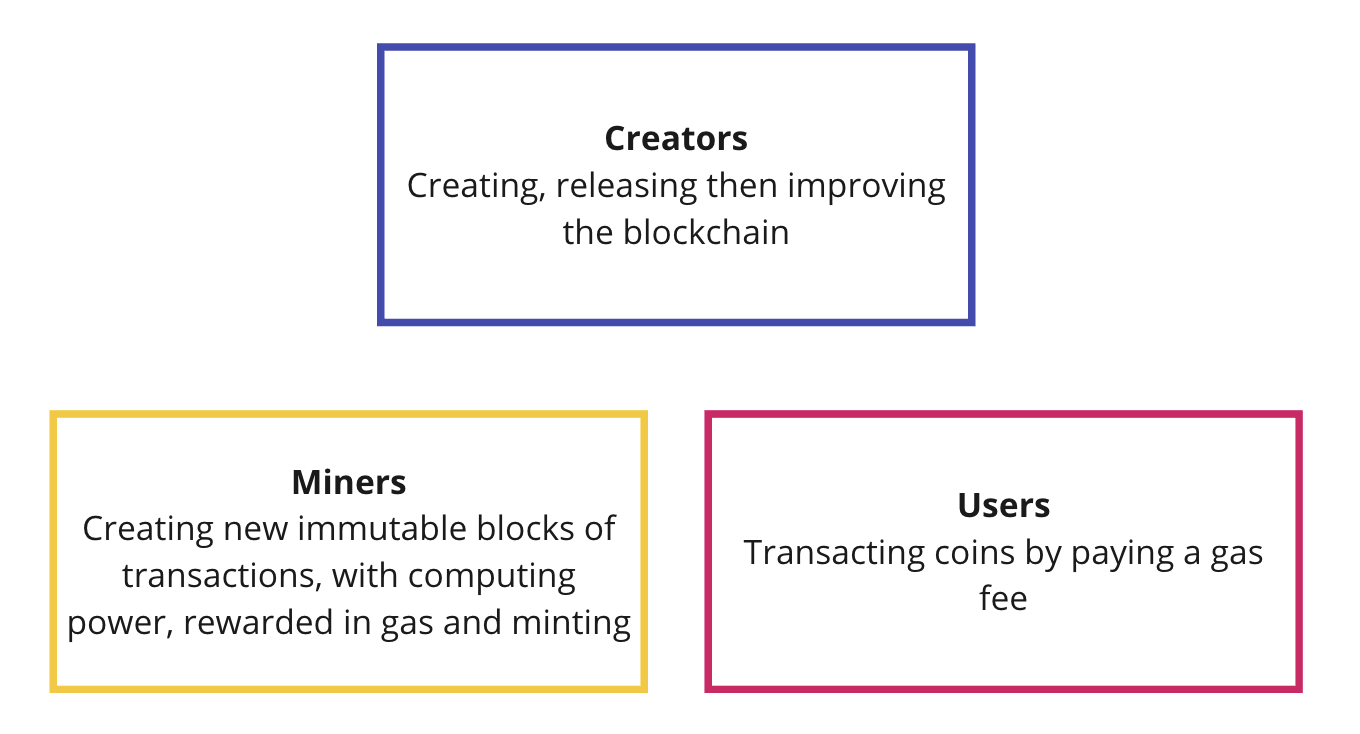 Creators
Creating, releasing then improving
the blockchain
Miners
Creating new immutable blocks of
transactions, with computing
power, rewarded in gas and minting
Users
Transacting coins by paying a gas
fee